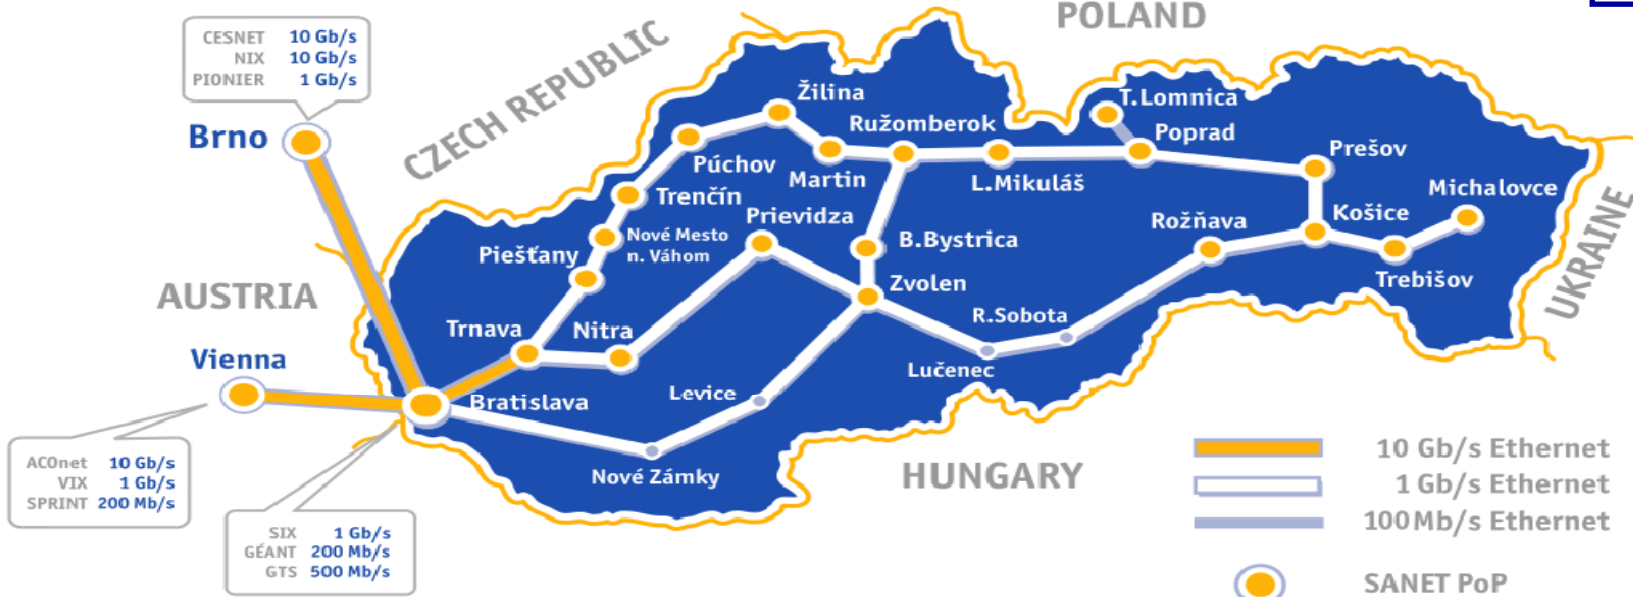 POLAND
CZECH REPUBLIC
CESNET 10 Gb/s
NIX 10 Gb/s
PIONIER 1 Gb/s
Brno
Žilina
T.Lomnica
Ružomberok
Poprad
Púchov
Martin
L.Mikuláš
Prešov
Michalovce
Trenčín
Prievidza
Rožňava
Košice
Nové Mesto
n. Váhom
B.Bystrica
Piešťany
Trebišov
UKRAINE
AUSTRIA
Zvolen
R.Sobota
Trnava
Nitra
Vienna
Lučenec
Levice
Bratislava
Nové Zámky
HUNGARY
ACOnet 10 Gb/s
VIX 1 Gb/s
SPRINT 200 Mb/s
SIX 1 Gb/s
GÉANT 200 Mb/s
GTS 500 Mb/s
10 Gb/s Ethernet
1 Gb/s Ethernet
100Mb/s Ethernet
SANET PoP